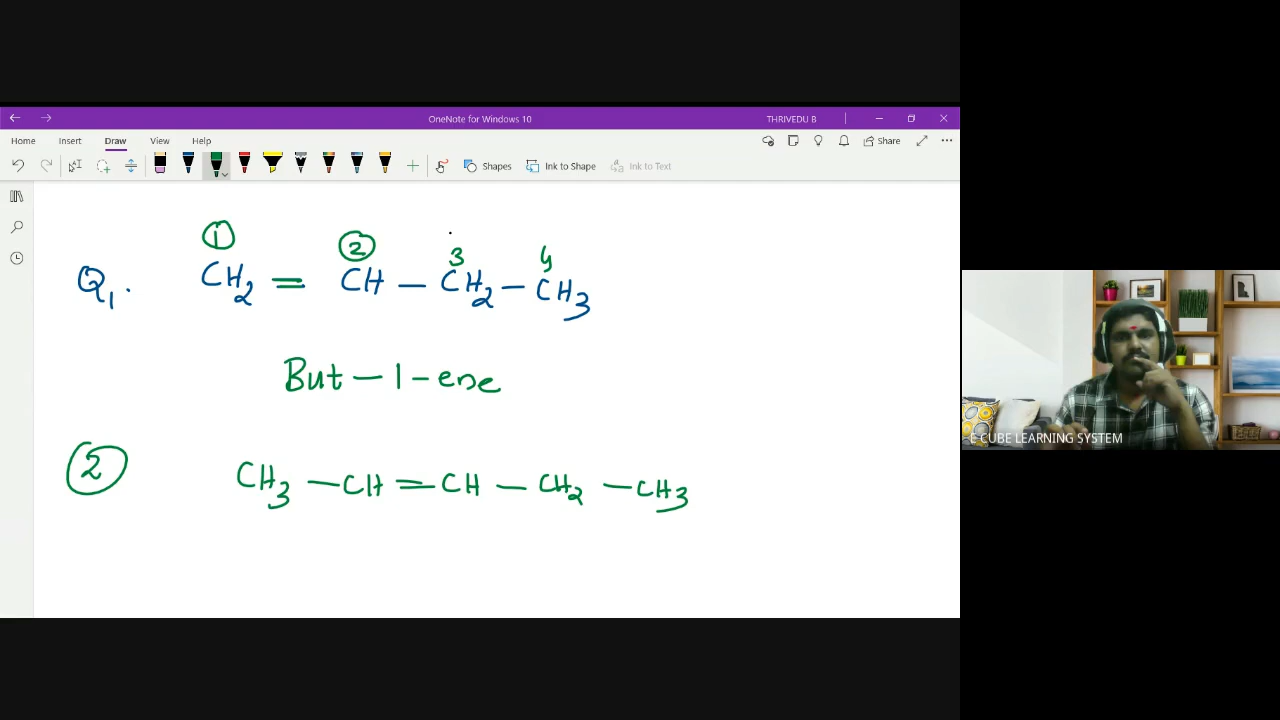 OneNote for Windows 10
THRIVEDU B
Home Insert Draw View Help
Share
Shapes Ink to Shape Ink to Text
① ② 3 4
Q1. CH2 = CH — CH2 — CH3
But — 1 — ene
② CH3 — CH = CH — CH2 — CH3
E CUBE LEARNING SYSTEM